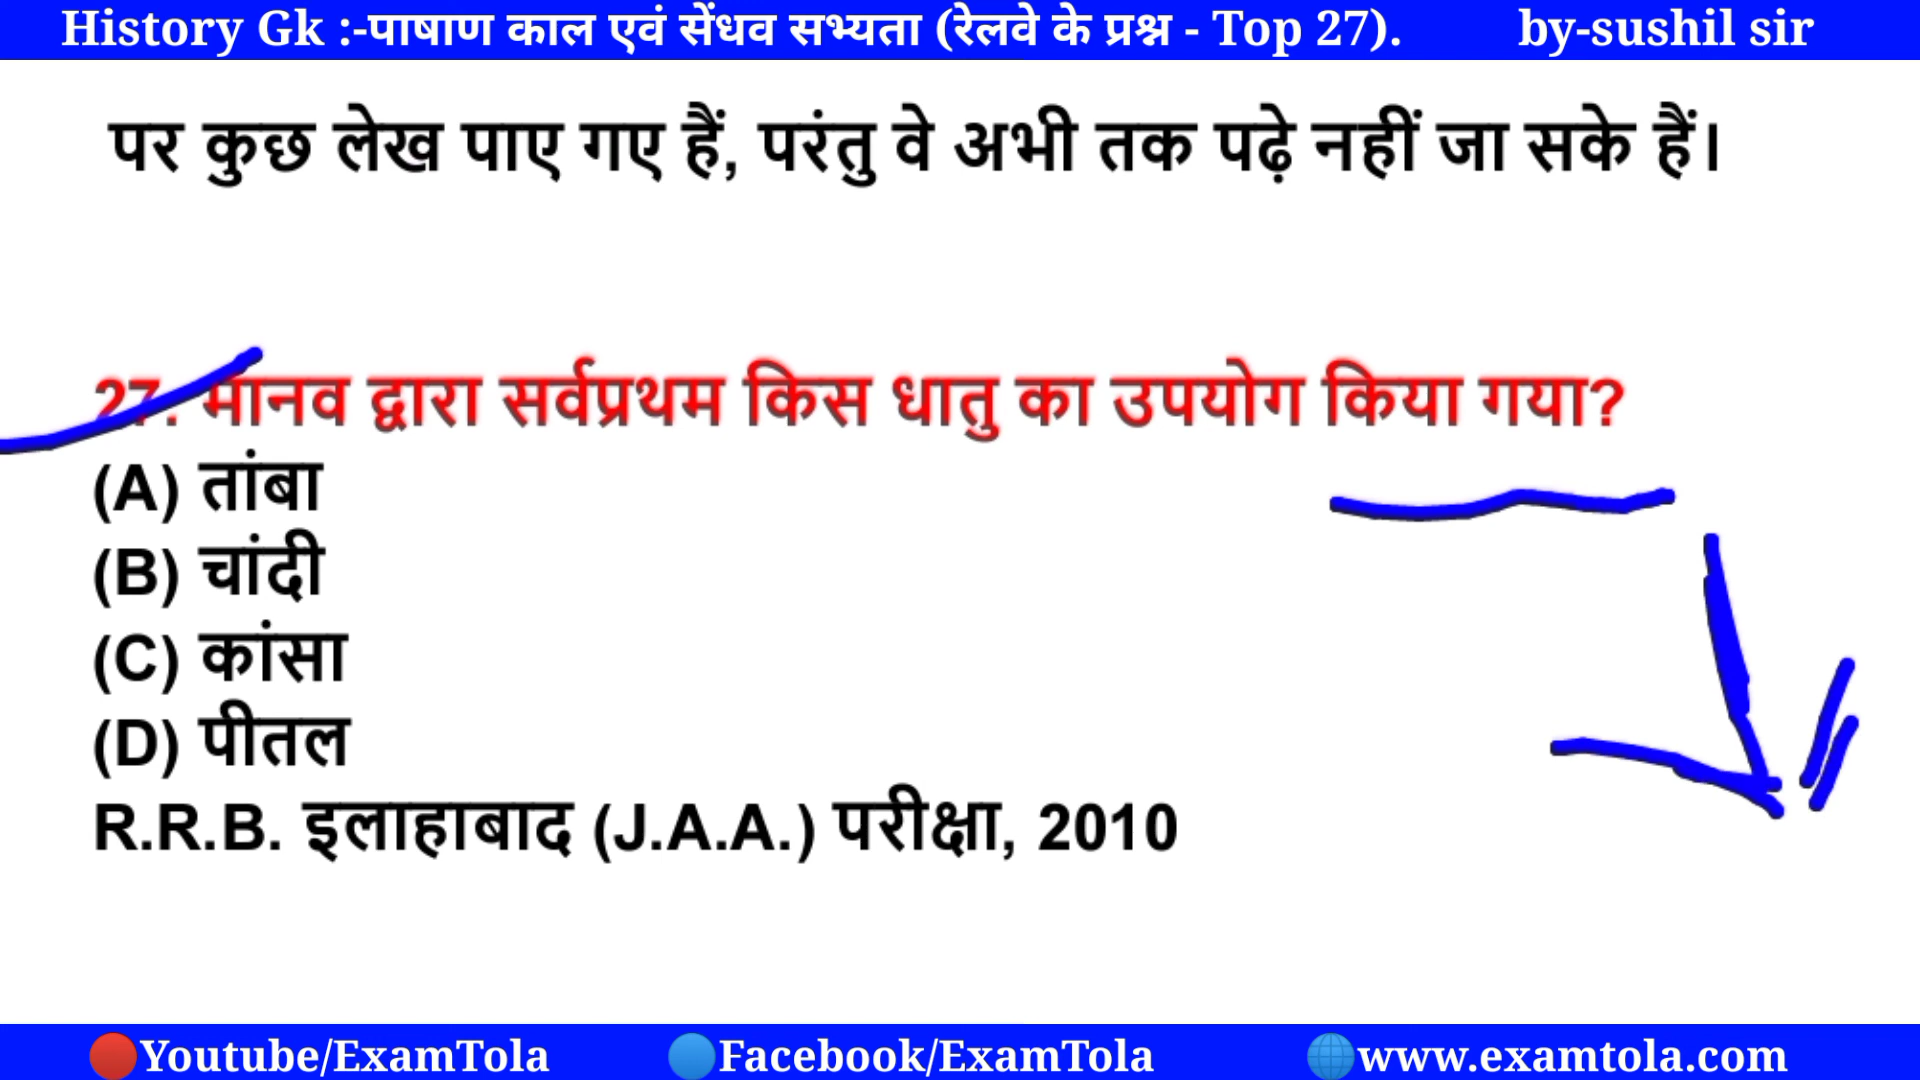 History Gk :-पाषाण काल एवं सेंधव सभ्यता (रेलवे के प्रश्न - Top 27). by-sushil sir
पर कुछ लेख पाए गए हैं, परंतु वे अभी तक पढ़े नहीं जा सके हैं।
27. मानव द्वारा सर्वप्रथम किस धातु का उपयोग किया गया?
(A) तांबा
(B) चांदी
(C) कांसा
(D) पीतल
R.R.B. इलाहाबाद (J.A.A.) परीक्षा, 2010
Youtube/ExamTola Facebook/ExamTola www.examtola.com